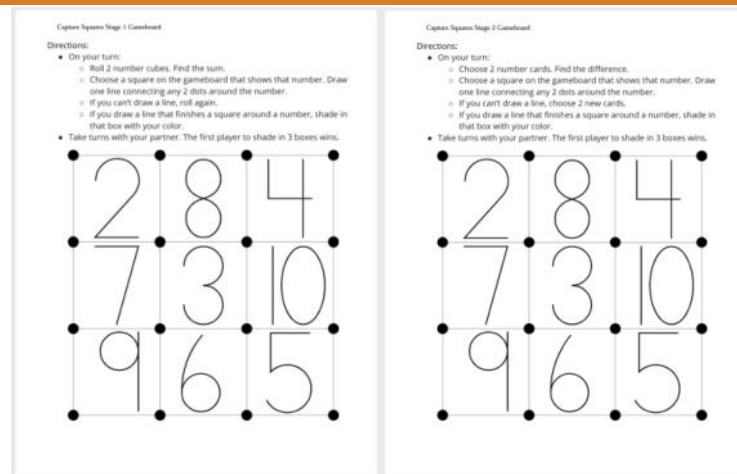 Capture Squares Stage 1 Gameboard
Directions:
• On your turn:
○ Roll 2 number cubes. Find the sum.
○ Choose a square on the gameboard that shows that number. Draw
one line connecting any 2 dots around the number.
○ If you can't draw a line, roll again.
○ If you draw a line that finishes a square around a number, shade in
that box with your color.
• Take turns with your partner. The first player to shade in 3 boxes wins.
2 8 4
7 3 10
9 6 5
Capture Squares Stage 2 Gameboard
Directions:
• On your turn:
○ Choose 2 number cards. Find the difference.
○ Choose a square on the gameboard that shows that number. Draw
one line connecting any 2 dots around the number.
○ If you can't draw a line, choose 2 new cards.
○ If you draw a line that finishes a square around a number, shade in
that box with your color.
• Take turns with your partner. The first player to shade in 3 boxes wins.
2 8 4
7 3 10
9 6 5